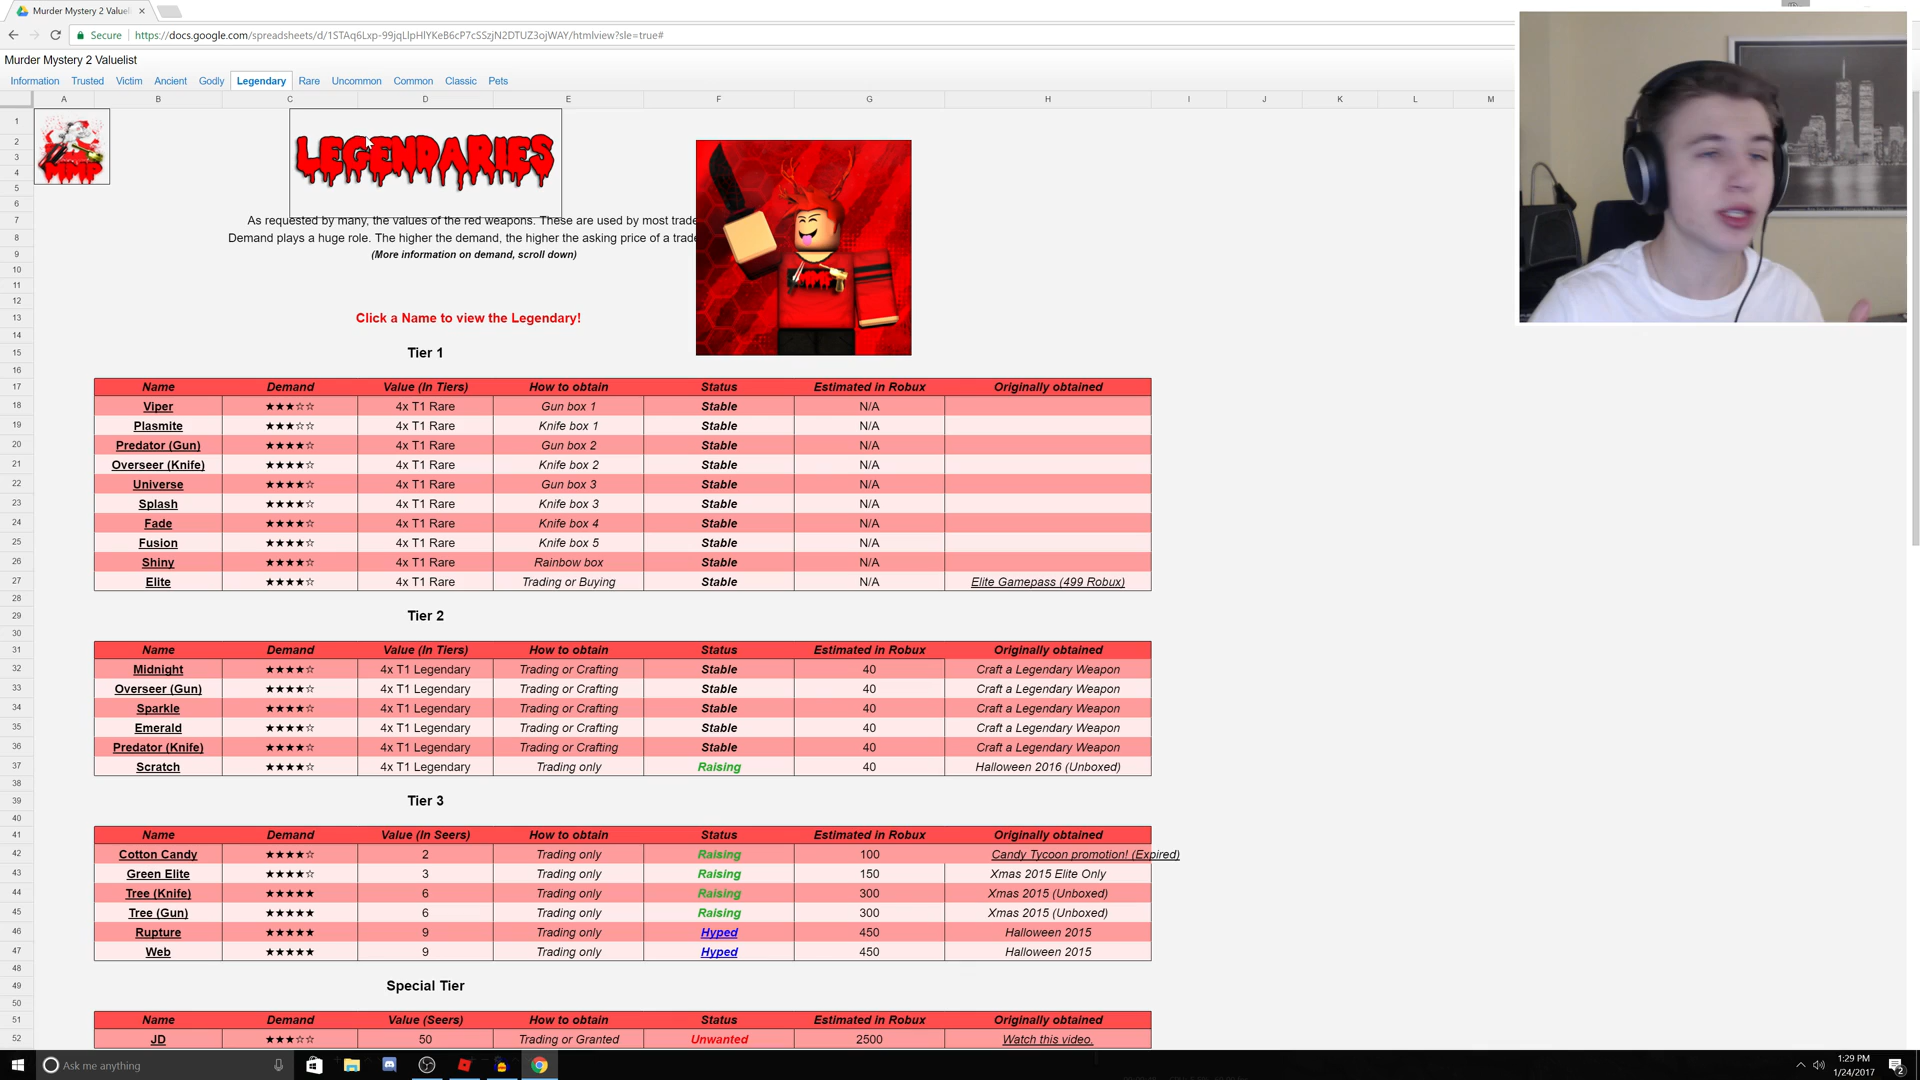 Murder Mystery 2 Valuel
Secure https://docs.google.com/spreadsheets/d/1STAq6Lxp-99jqLlpHlYKeB6cP7cSSzjN2DTUZ3ojWAY/htmlview?sle=true#
Murder Mystery 2 Valuelist
Information Trusted Victim Ancient Godly Legendary Rare Uncommon Common Classic Pets
A B C D E F G H I J K L M
LEGENDARIES
As requested by many, the values of the red weapons. These are used by most trade
Demand plays a huge role. The higher the demand, the higher the asking price of a trade
(More information on demand, scroll down)
Click a Name to view the Legendary!
Tier 1
Name Demand Value (In Tiers) How to obtain Status Estimated in Robux Originally obtained
Viper ★★★☆☆ 4x T1 Rare Gun box 1 Stable N/A
Plasmite ★★★☆☆ 4x T1 Rare Knife box 1 Stable N/A
Predator (Gun) ★★★★☆ 4x T1 Rare Gun box 2 Stable N/A
Overseer (Knife) ★★★★☆ 4x T1 Rare Knife box 2 Stable N/A
Universe ★★★★☆ 4x T1 Rare Gun box 3 Stable N/A
Splash ★★★★☆ 4x T1 Rare Knife box 3 Stable N/A
Fade ★★★★☆ 4x T1 Rare Knife box 4 Stable N/A
Fusion ★★★★☆ 4x T1 Rare Knife box 5 Stable N/A
Shiny ★★★★☆ 4x T1 Rare Rainbow box Stable N/A
Elite ★★★★☆ 4x T1 Rare Trading or Buying Stable N/A Elite Gamepass (499 Robux)
Tier 2
Name Demand Value (In Tiers) How to obtain Status Estimated in Robux Originally obtained
Midnight ★★★★☆ 4x T1 Legendary Trading or Crafting Stable 40 Craft a Legendary Weapon
Overseer (Gun) ★★★★☆ 4x T1 Legendary Trading or Crafting Stable 40 Craft a Legendary Weapon
Sparkle ★★★★☆ 4x T1 Legendary Trading or Crafting Stable 40 Craft a Legendary Weapon
Emerald ★★★★☆ 4x T1 Legendary Trading or Crafting Stable 40 Craft a Legendary Weapon
Predator (Knife) ★★★★☆ 4x T1 Legendary Trading or Crafting Stable 40 Craft a Legendary Weapon
Scratch ★★★★☆ 4x T1 Legendary Trading only Raising 40 Halloween 2016 (Unboxed)
Tier 3
Name Demand Value (In Seers) How to obtain Status Estimated in Robux Originally obtained
Cotton Candy ★★★★☆ 2 Trading only Raising 100 Candy Tycoon promotion! (Expired)
Green Elite ★★★★☆ 3 Trading only Raising 150 Xmas 2015 Elite Only
Tree (Knife) ★★★★★ 6 Trading only Raising 300 Xmas 2015 (Unboxed)
Tree (Gun) ★★★★★ 6 Trading only Raising 300 Xmas 2015 (Unboxed)
Rupture ★★★★★ 9 Trading only Hyped 450 Halloween 2015
Web ★★★★★ 9 Trading only Hyped 450 Halloween 2015
Special Tier
Name Demand Value (Seers) How to obtain Status Estimated in Robux Originally obtained
JD ★★★☆☆ 50 Trading or Granted Unwanted 2500 Watch this video.
Ask me anything
1:29 PM
1/24/2017
2